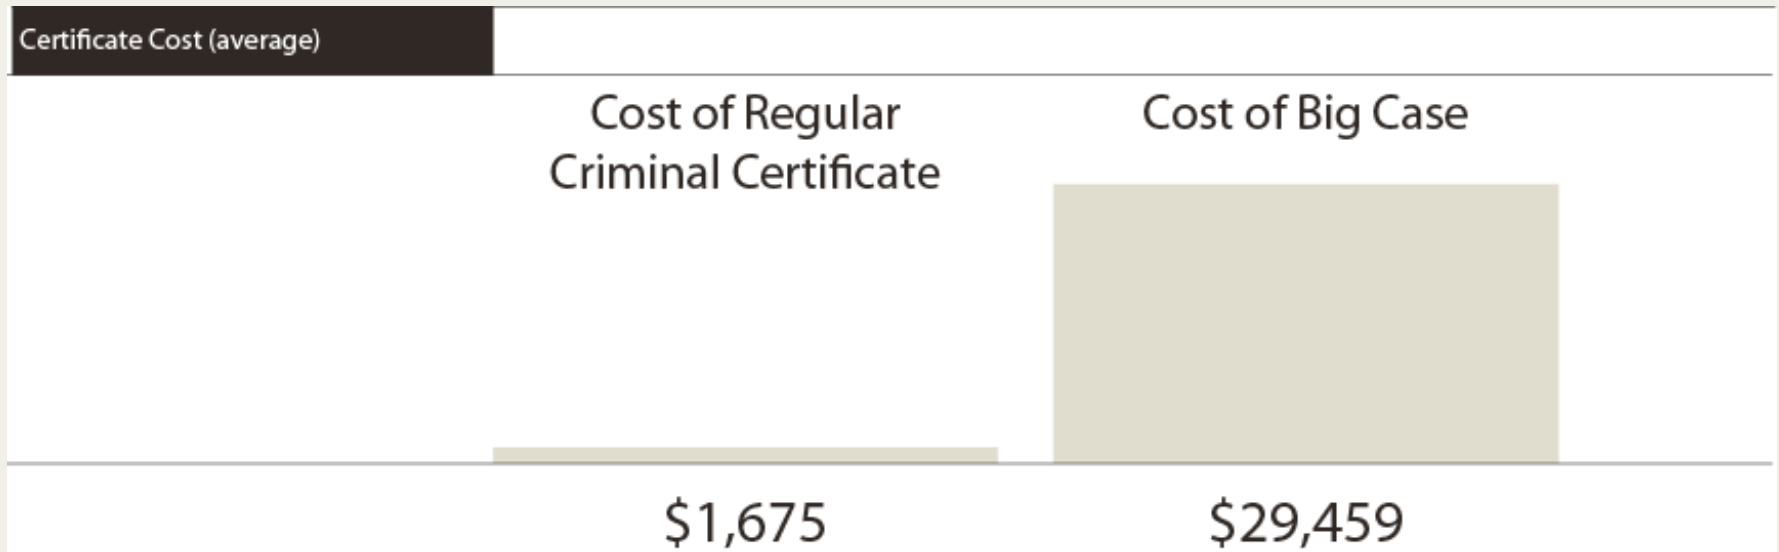 Certificate Cost (average)
Cost of Regular
Criminal Certificate
Cost of Big Case
$1,675
$29,459